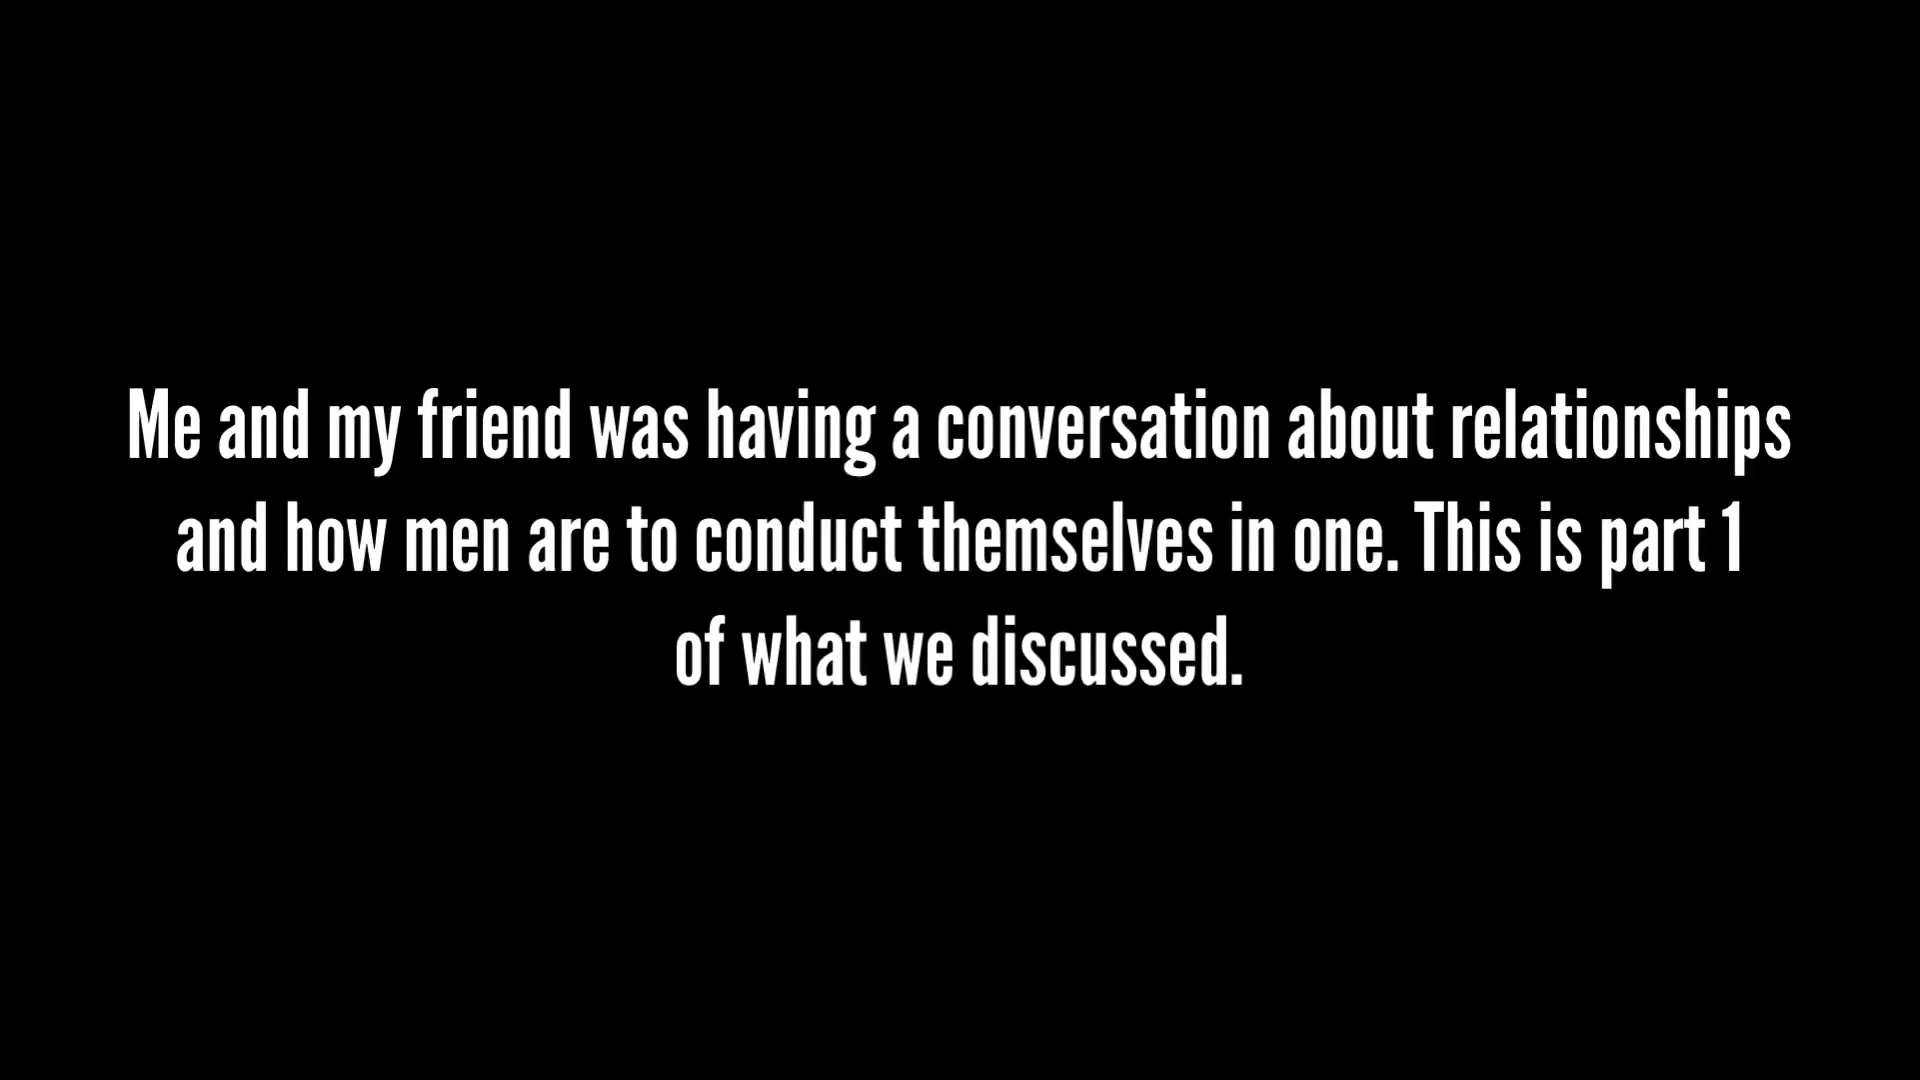 Me and my friend was having a conversation about relationships
and how men are to conduct themselves in one. This is part 1
of what we discussed.